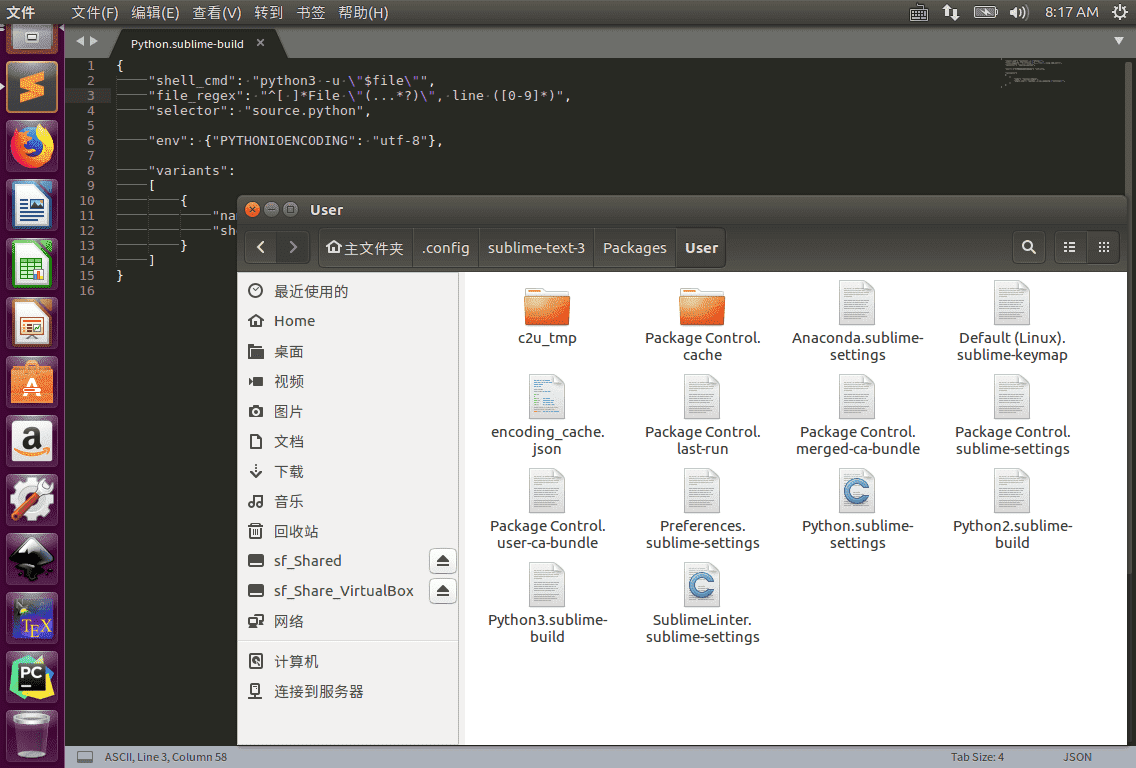 文件 文件(F) 编辑(E) 查看(V) 转到 书签 帮助(H) 8:17 AM
Python.sublime-build ×
1 {
2 "shell_cmd": "python3 -u \"$file\"",
3 "file_regex": "^[ ]*File \"(...*?)\", line ([0-9]*)",
4 "selector": "source.python",
5
6 "env": {"PYTHONIOENCODING": "utf-8"},
7
8 "variants":
9 [
10 {
11 "na
12 "sh
13 }
14 ]
15 }
16
User
主文件夹 .config sublime-text-3 Packages User
最近使用的
Home
桌面
视频
图片
文档
下载
音乐
回收站
sf_Shared
sf_Share_VirtualBox
网络
计算机
连接到服务器
c2u_tmp
Package Control.
cache
Anaconda.sublime-
settings
Default (Linux).
sublime-keymap
encoding_cache.
json
Package Control.
last-run
Package Control.
merged-ca-bundle
Package Control.
sublime-settings
Package Control.
user-ca-bundle
Preferences.
sublime-settings
Python.sublime-
settings
Python2.sublime-
build
Python3.sublime-
build
SublimeLinter.
sublime-settings
a
TEX
PC
ASCII, Line 3, Column 58 Tab Size: 4 JSON